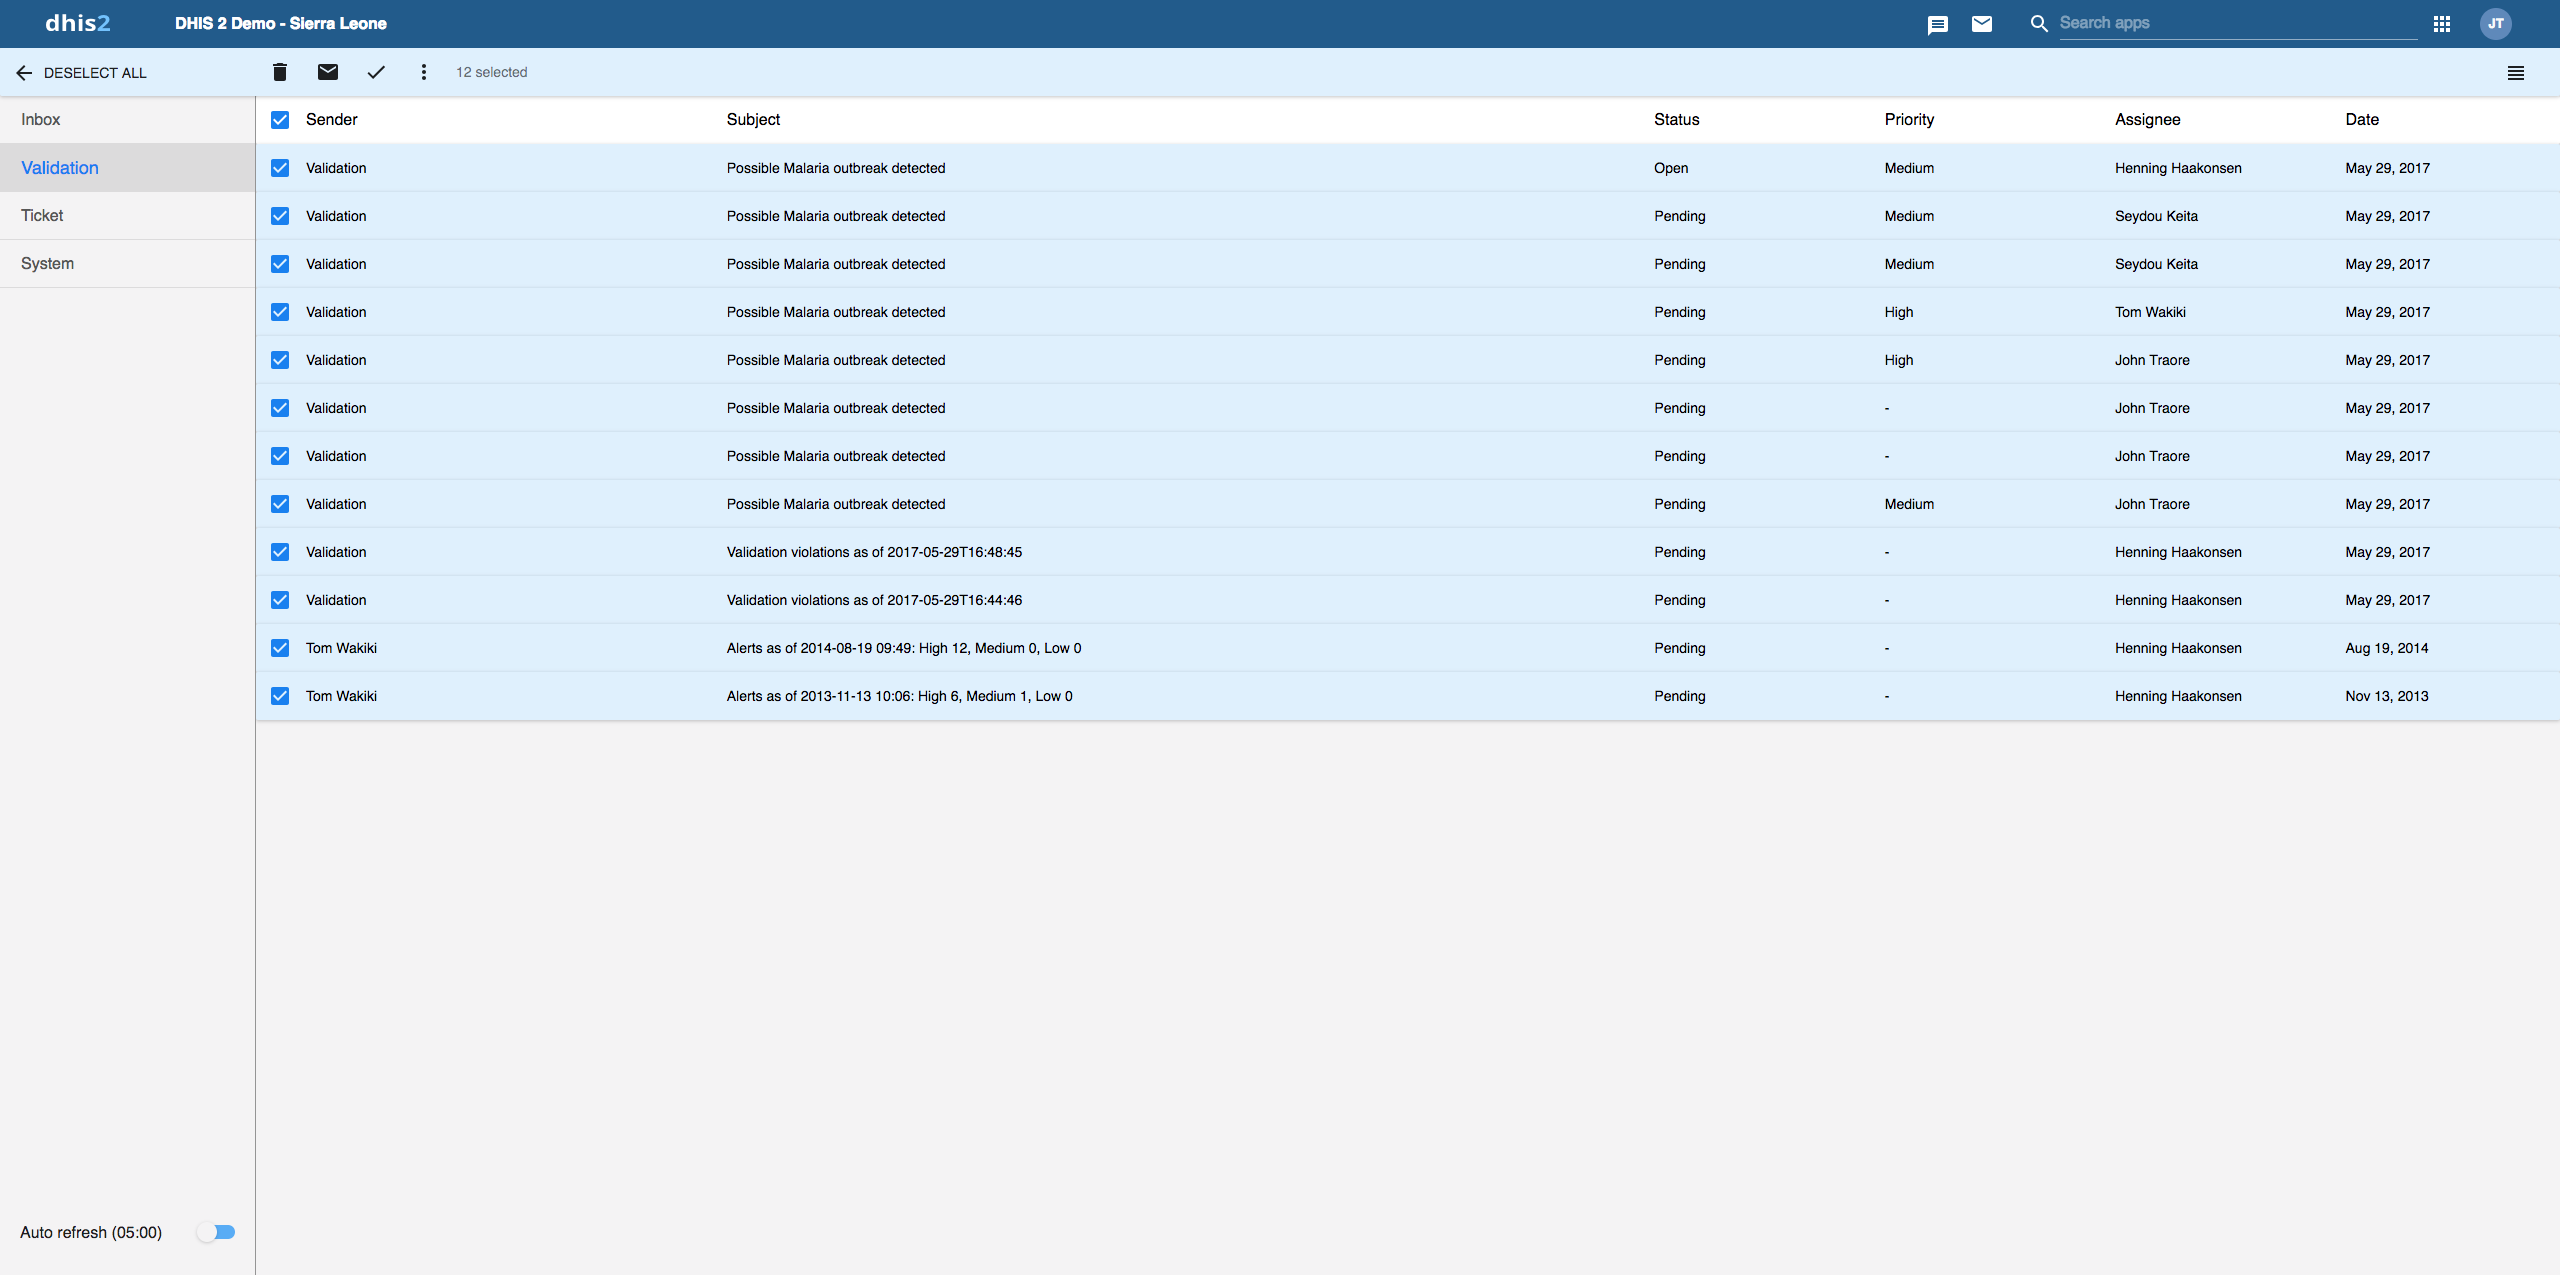 dhis2 DHIS 2 Demo - Sierra Leone Search apps JT
DESELECT ALL 12 selected
Inbox Sender Subject Status Priority Assignee Date
Validation Validation Possible Malaria outbreak detected Open Medium Henning Haakonsen May 29, 2017
Ticket Validation Possible Malaria outbreak detected Pending Medium Seydou Keita May 29, 2017
System Validation Possible Malaria outbreak detected Pending Medium Seydou Keita May 29, 2017
Validation Possible Malaria outbreak detected Pending High Tom Wakiki May 29, 2017
Validation Possible Malaria outbreak detected Pending High John Traore May 29, 2017
Validation Possible Malaria outbreak detected Pending - John Traore May 29, 2017
Validation Possible Malaria outbreak detected Pending - John Traore May 29, 2017
Validation Possible Malaria outbreak detected Pending Medium John Traore May 29, 2017
Validation Validation violations as of 2017-05-29T16:48:45 Pending - Henning Haakonsen May 29, 2017
Validation Validation violations as of 2017-05-29T16:44:46 Pending - Henning Haakonsen May 29, 2017
Tom Wakiki Alerts as of 2014-08-19 09:49: High 12, Medium 0, Low 0 Pending - Henning Haakonsen Aug 19, 2014
Tom Wakiki Alerts as of 2013-11-13 10:06: High 6, Medium 1, Low 0 Pending - Henning Haakonsen Nov 13, 2013
Auto refresh (05:00)